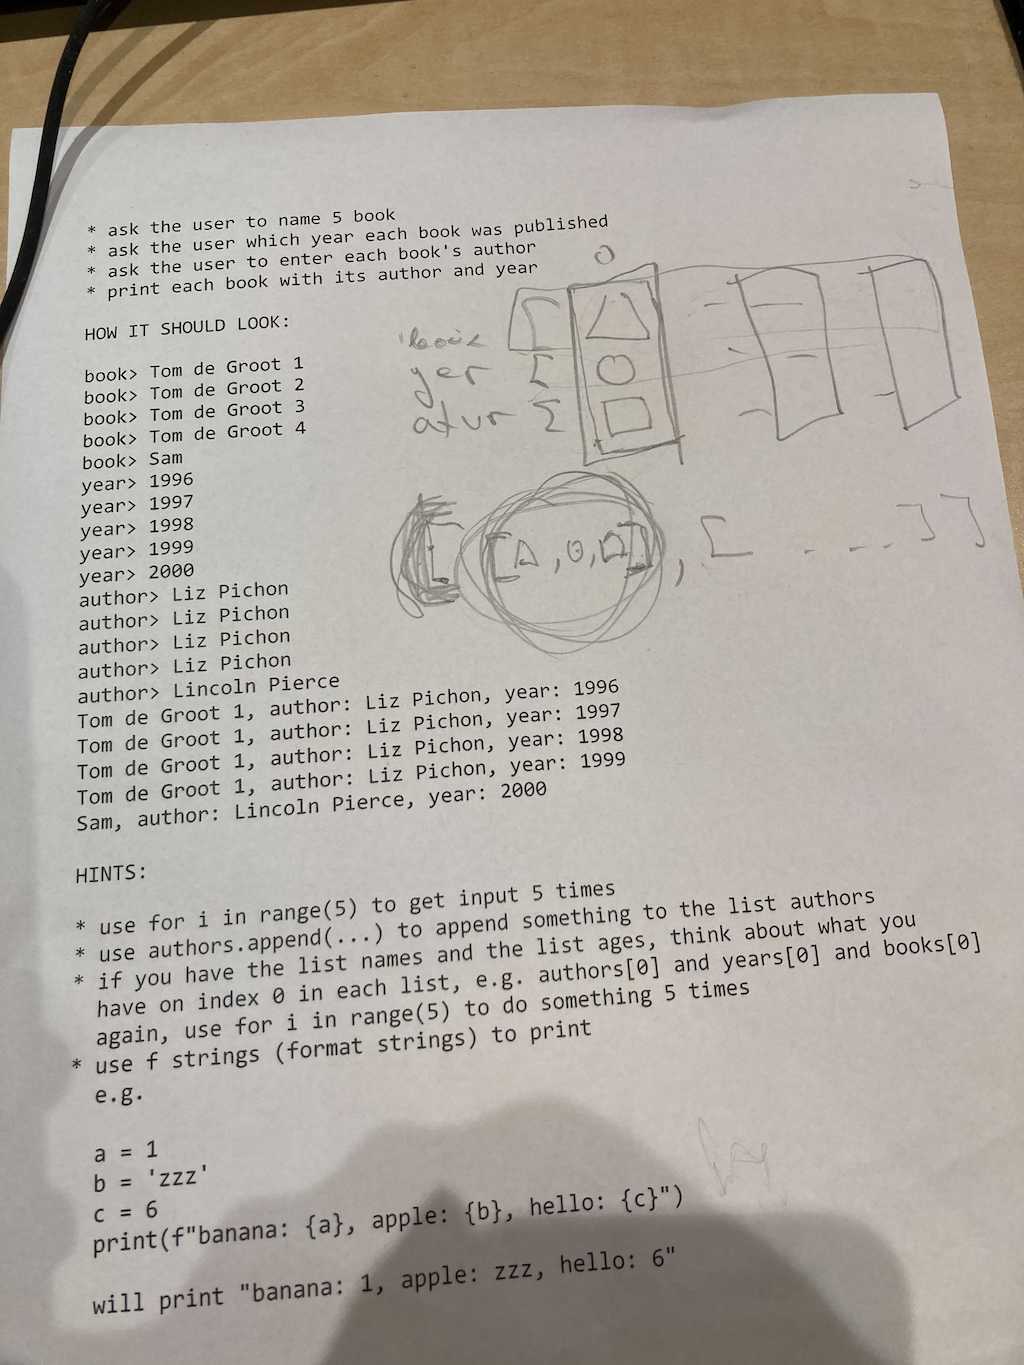 * ask the user to name 5 book
* ask the user which year each book was published
* ask the user to enter each book's author
* print each book with its author and year
0
HOW IT SHOULD LOOK:
book
yer [
atur [
book> Tom de Groot 1
book> Tom de Groot 2
book> Tom de Groot 3
book> Tom de Groot 4
book> Sam
year> 1996
year> 1997
year> 1998
year> 1999
year> 2000
author> Liz Pichon
author> Liz Pichon
author> Liz Pichon
author> Liz Pichon
author> Lincoln Pierce
Tom de Groot 1, author: Liz Pichon, year: 1996
Tom de Groot 1, author: Liz Pichon, year: 1997
Tom de Groot 1, author: Liz Pichon, year: 1998
Tom de Groot 1, author: Liz Pichon, year: 1999
Sam, author: Lincoln Pierce, year: 2000
HINTS:
* use for i in range(5) to get input 5 times
* use authors.append(...) to append something to the list authors
* if you have the list names and the list ages, think about what you
have on index 0 in each list, e.g. authors[0] and years[0] and books[0]
again, use for i in range(5) to do something 5 times
* use f strings (format strings) to print
e.g.
a = 1
b = 'zzz'
c = 6
print(f"banana: {a}, apple: {b}, hello: {c}")
will print "banana: 1, apple: zzz, hello: 6"